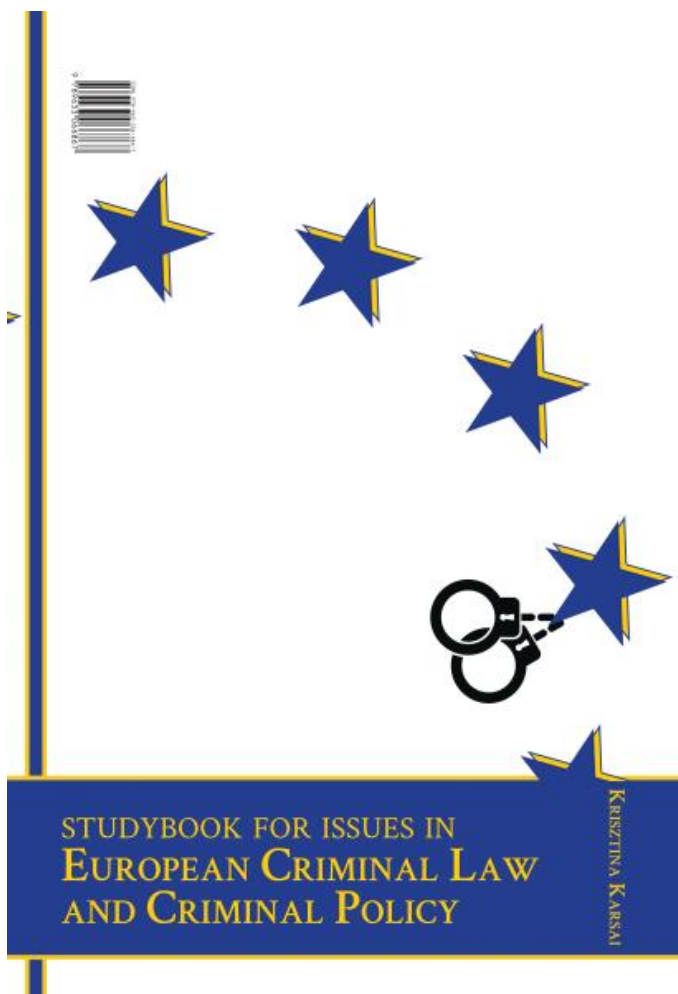 STUDYBOOK FOR ISSUES IN
EUROPEAN CRIMINAL LAW
AND CRIMINAL POLICY
KRISZTINA KARSAI